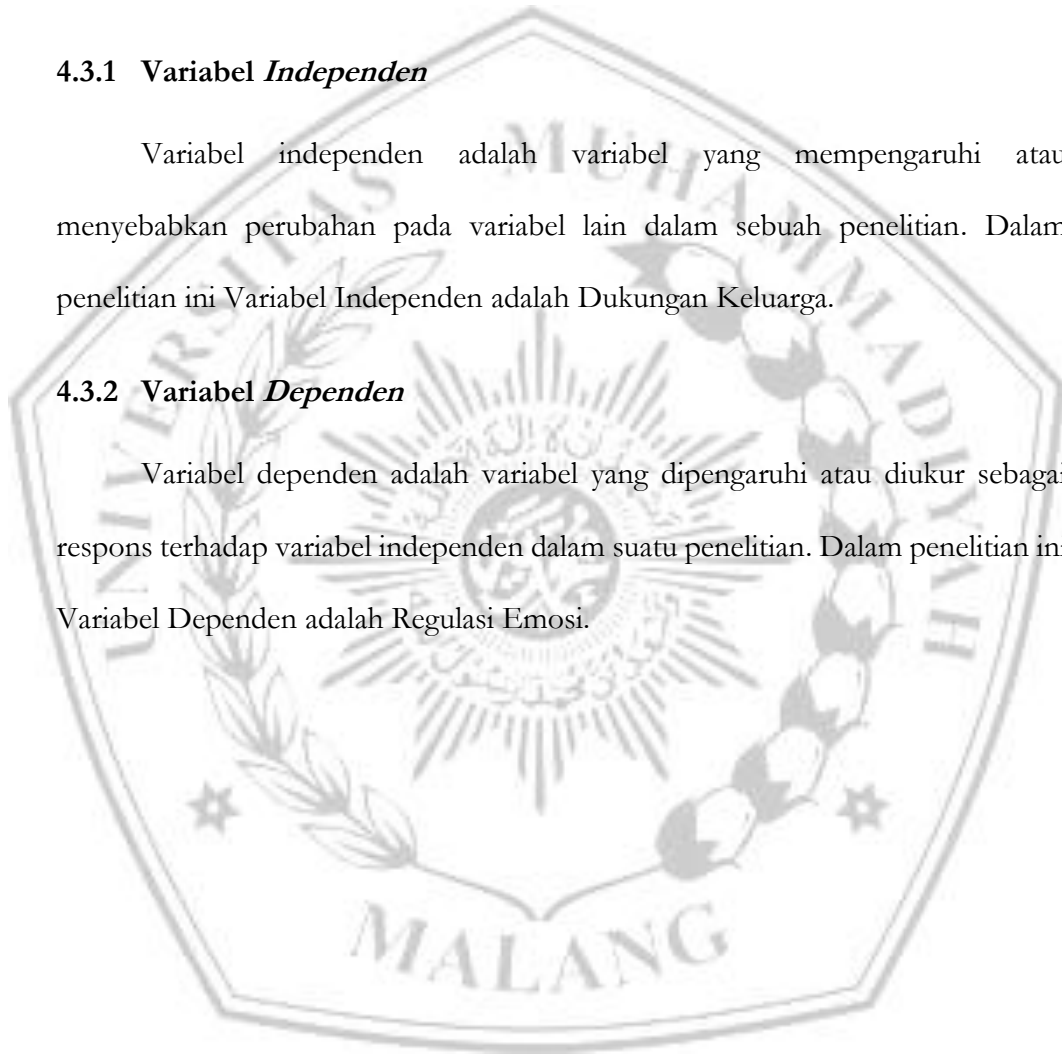 4.3.1 Variabel Independen
Variabel independen adalah variabel yang mempengaruhi atau
menyebabkan perubahan pada variabel lain dalam sebuah penelitian. Dalam
penelitian ini Variabel Independen adalah Dukungan Keluarga.
4.3.2 Variabel Dependen
Variabel dependen adalah variabel yang dipengaruhi atau diukur sebagai
respons terhadap variabel independen dalam suatu penelitian. Dalam penelitian ini
Variabel Dependen adalah Regulasi Emosi.
UNIVERSITAS MUHAMMADIYAH
MALANG